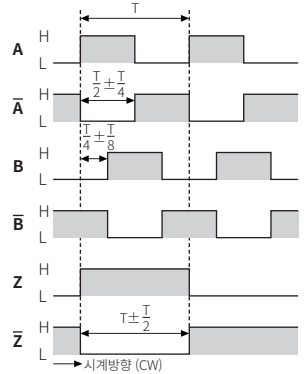 T
A H
L
T/2 ± T/4
A̅ H
L
T/4 ± T/8
B H
L
B̅ H
L
Z H
L
T ± T/2
Z̅ H
L
시계방향 (CW)